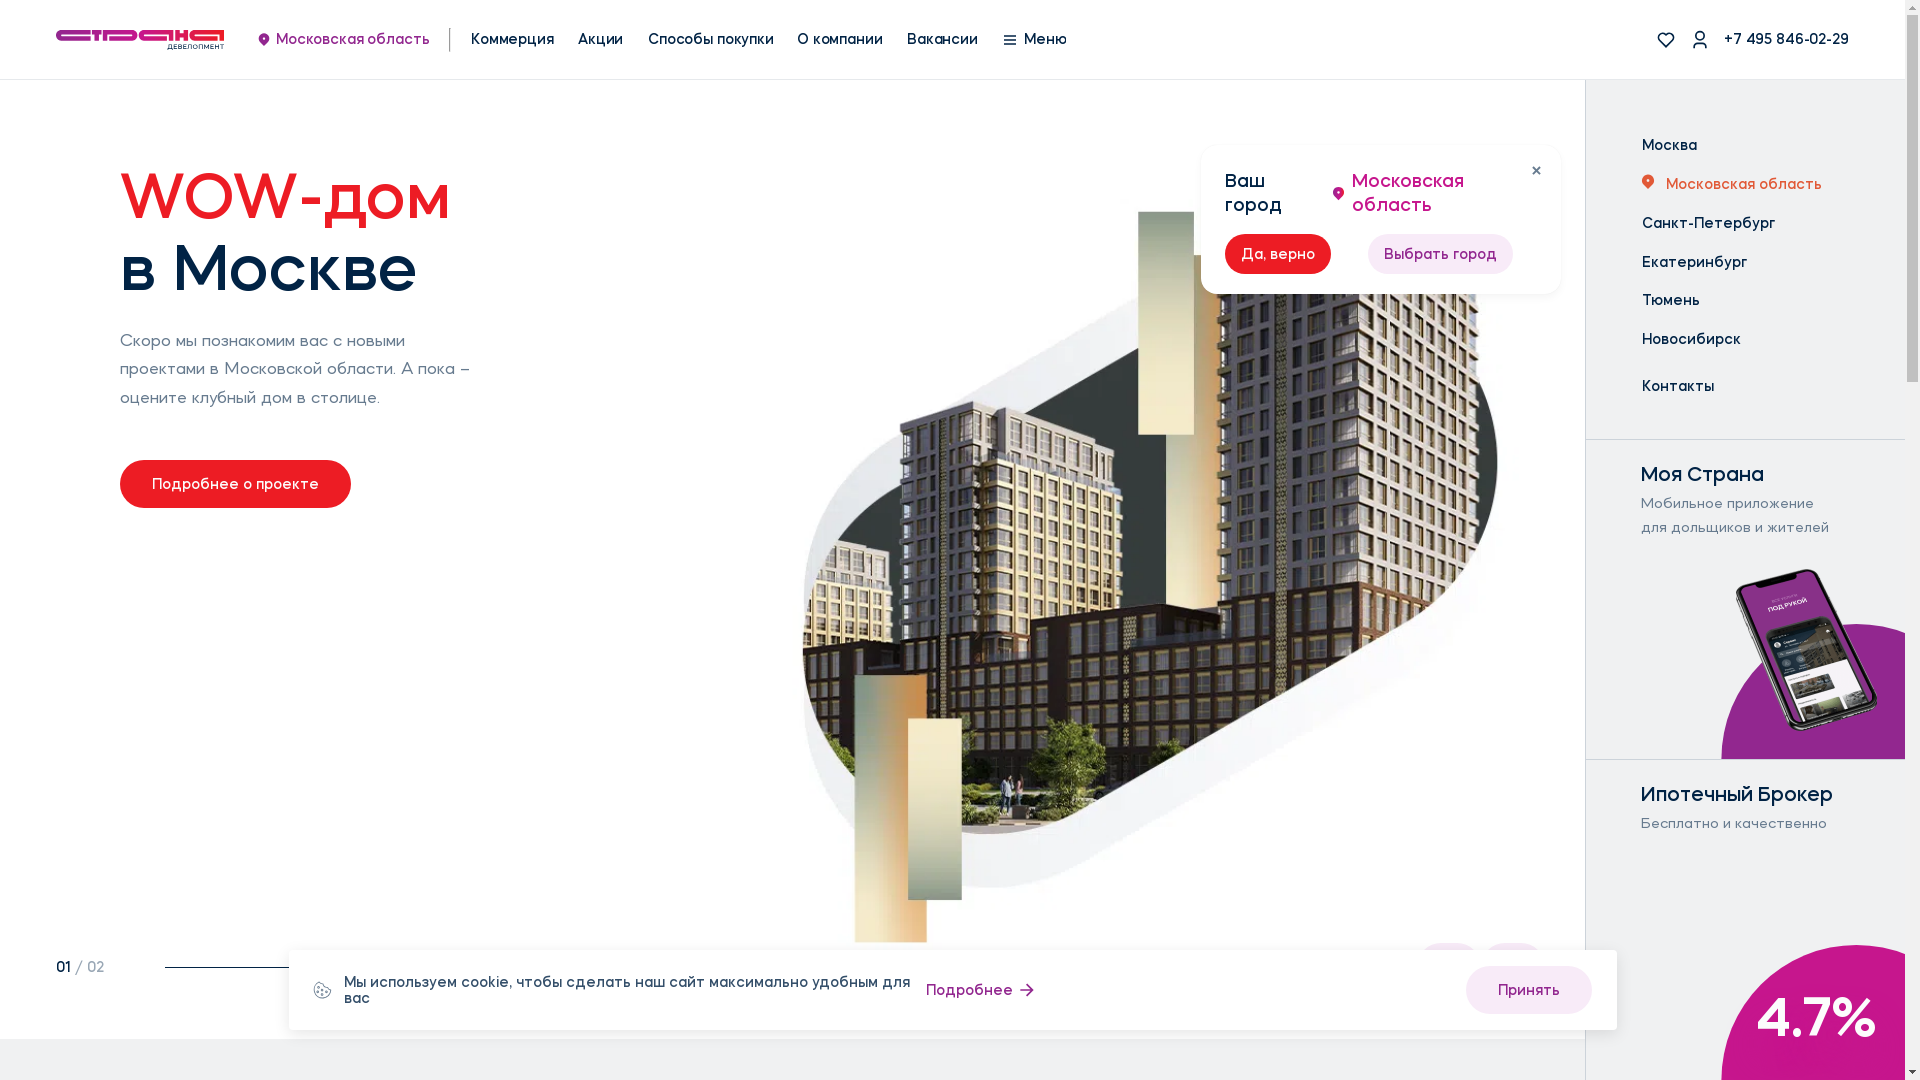 страна
ДЕВЕЛОПМЕНТ
Московская область
Коммерция
Акции
Способы покупки
О компании
Вакансии
Меню
+7 495 846-02-29
WOW-дом
в Москве
Скоро мы познакомим вас с новыми
проектами в Московской области. А пока –
оцените клубный дом в столице.
Подробнее о проекте
Ваш
город
Московская
область
Да, верно
Выбрать город
Москва
Московская область
Санкт-Петербург
Екатеринбург
Тюмень
Новосибирск
Контакты
Моя Страна
Мобильное приложение
для дольщиков и жителей
ПОД РУКОЙ
Ипотечный Брокер
Бесплатно и качественно
4.7%
01 / 02
Мы используем cookie, чтобы сделать наш сайт максимально удобным для
вас
Подробнее
Принять